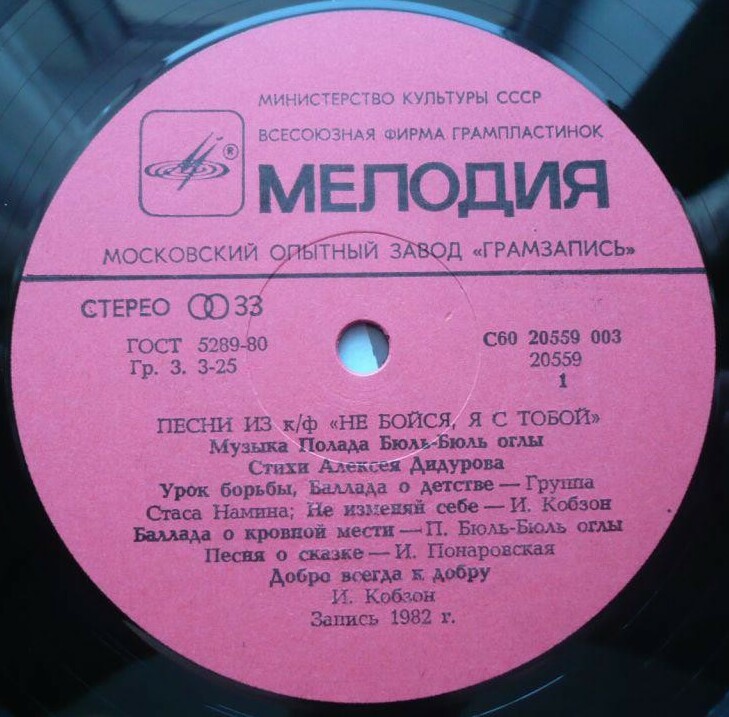 МИНИСТЕРСТВО КУЛЬТУРЫ СССР
ВСЕСОЮЗНАЯ ФИРМА ГРАМПЛАСТИНОК
®
МЕЛОДИЯ
МОСКОВСКИЙ ОПЫТНЫЙ ЗАВОД «ГРАМЗАПИСЬ»
СТЕРЕО 33
ГОСТ 5289-80
Гр. 3. 3-25
С60 20559 003
20559
1
ПЕСНИ ИЗ к/ф «НЕ БОЙСЯ, Я С ТОБОЙ»
Музыка Полада Бюль-Бюль оглы
Стихи Алексея Дидурова
Урок борьбы, Баллада о детстве — Группа
Стаса Намина; Не изменяй себе — И. Кобзон
Баллада о кровной мести — П. Бюль-Бюль оглы
Песня о сказке — И. Понаровская
Добро всегда к добру
И. Кобзон
Запись 1982 г.